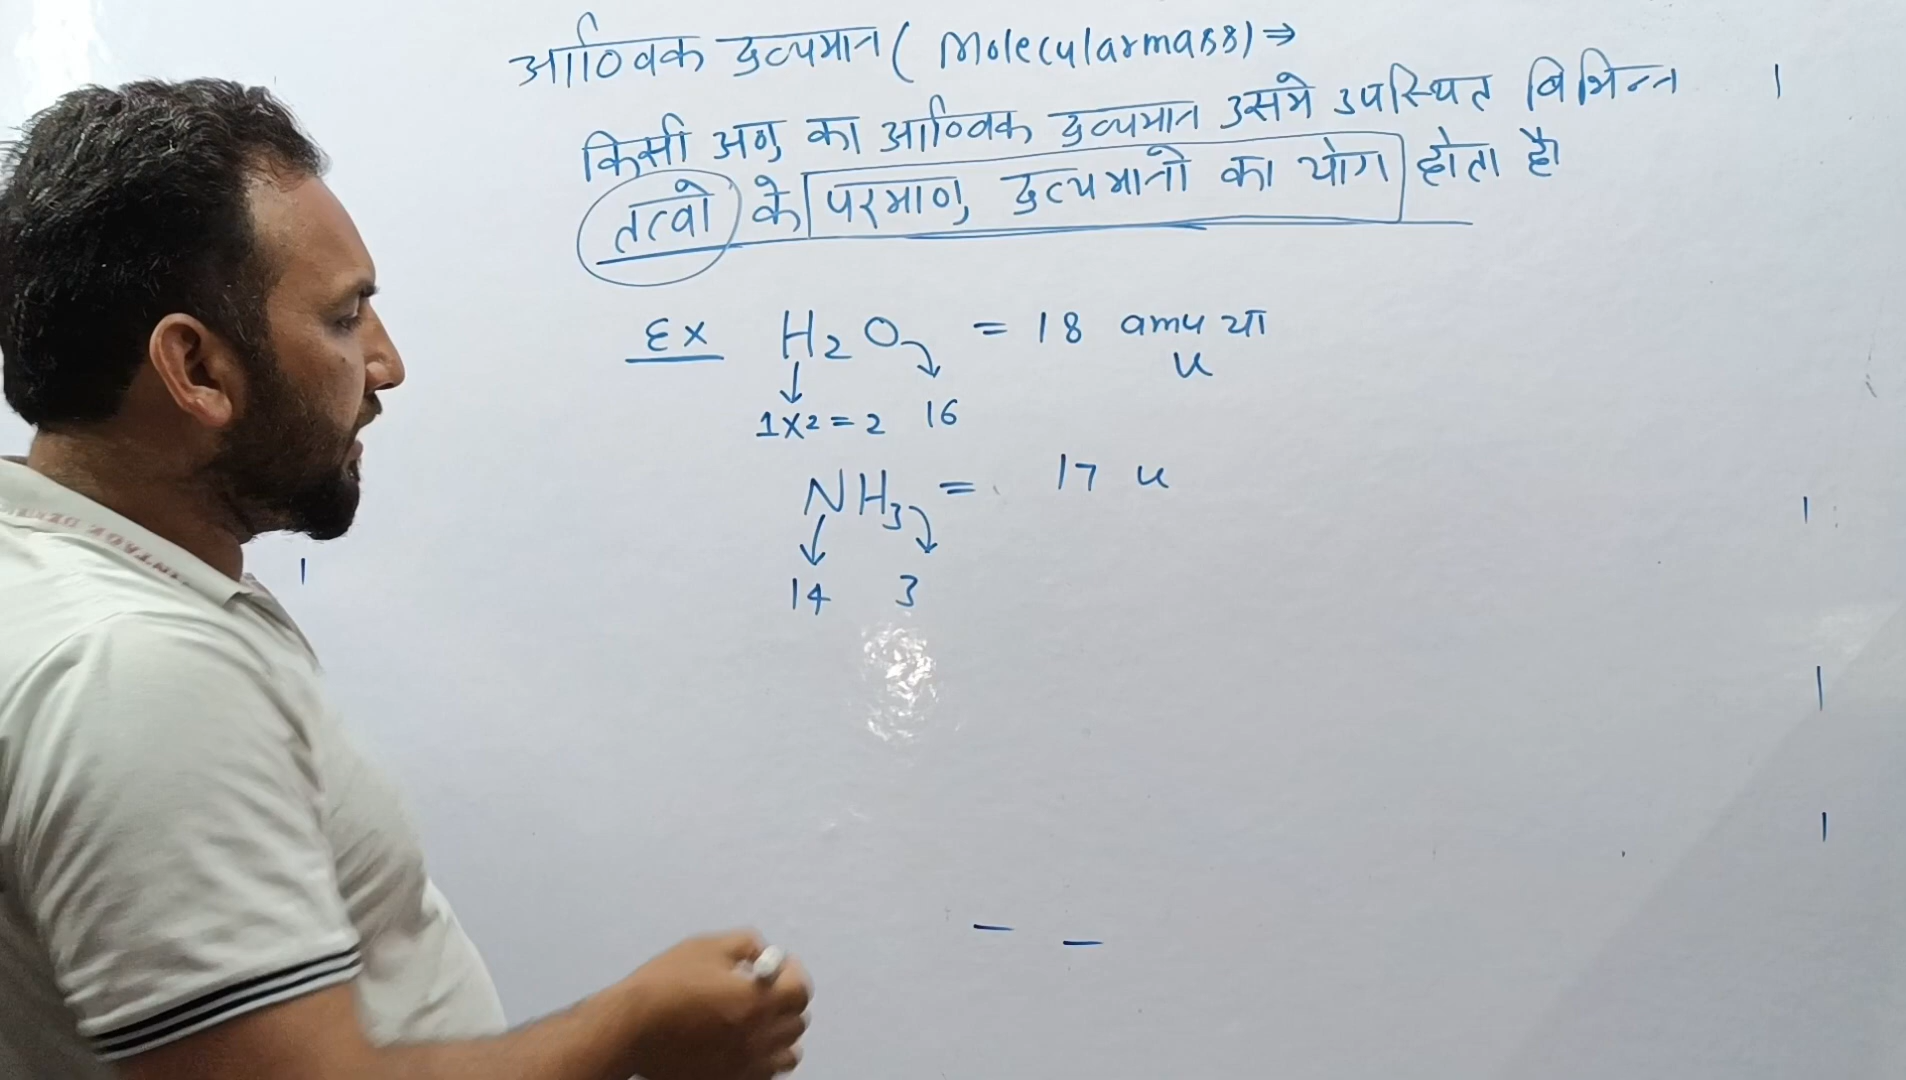 आण्विक द्रव्यमान ( Molecularmass) ⇒
किसी अणु का आण्विक द्रव्यमान उसमे उपस्थित विभिन्न
तत्वो के परमाणु द्रव्यमानो का योग होता है।
Ex H₂O = 18 amu या
u
1×2=2 16
NH₃ = 17 u
14 3